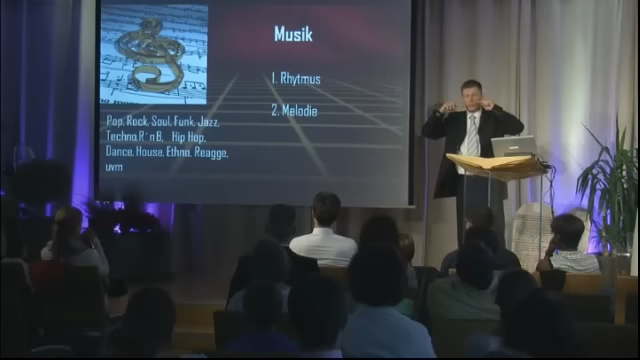 Musik
1. Rhytmus
2. Melodie
Pop, Rock, Soul, Funk, Jazz,
Techno,R´n B, Hip Hop,
Dance, House, Ethno, Reagge,
uvm